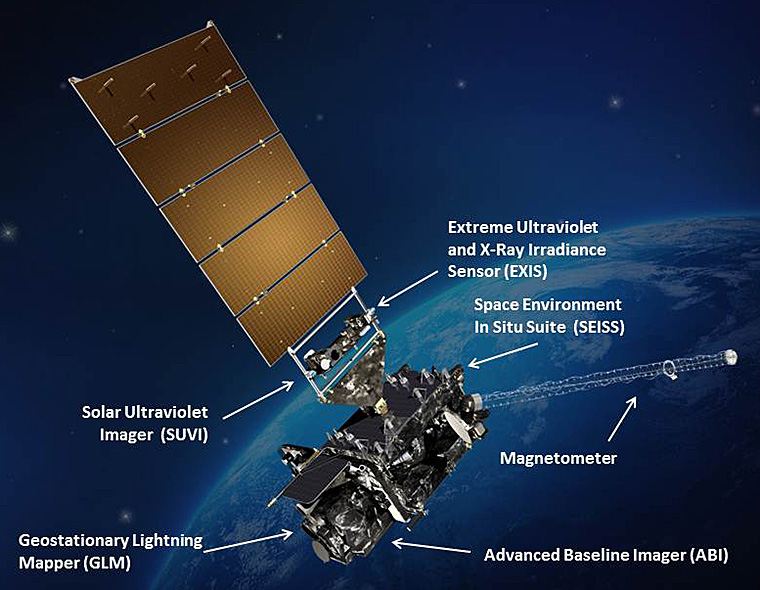 Extreme Ultraviolet
and X-Ray Irradiance
Sensor (EXIS)
Space Environment
In Situ Suite (SEISS)
Solar Ultraviolet
Imager (SUVI)
Magnetometer
Geostationary Lightning
Mapper (GLM)
Advanced Baseline Imager (ABI)